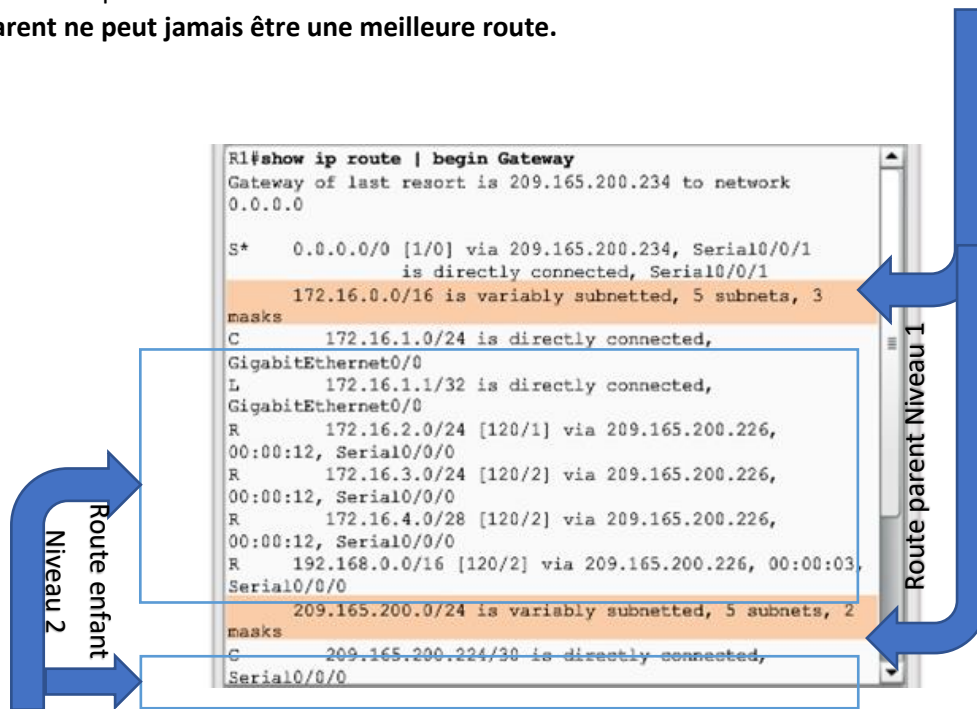 arent ne peut jamais être une meilleure route.
R1#show ip route | begin Gateway
Gateway of last resort is 209.165.200.234 to network
0.0.0.0
S* 0.0.0.0/0 [1/0] via 209.165.200.234, Serial0/0/1
is directly connected, Serial0/0/1
172.16.0.0/16 is variably subnetted, 5 subnets, 3
masks
C 172.16.1.0/24 is directly connected,
GigabitEthernet0/0
L 172.16.1.1/32 is directly connected,
GigabitEthernet0/0
R 172.16.2.0/24 [120/1] via 209.165.200.226,
00:00:12, Serial0/0/0
R 172.16.3.0/24 [120/2] via 209.165.200.226,
00:00:12, Serial0/0/0
R 172.16.4.0/28 [120/2] via 209.165.200.226,
00:00:12, Serial0/0/0
R 192.168.0.0/16 [120/2] via 209.165.200.226, 00:00:03,
Serial0/0/0
209.165.200.0/24 is variably subnetted, 5 subnets, 2
masks
C 209.165.200.224/30 is directly connected,
Serial0/0/0
Route parent Niveau 1
Route enfant
Niveau 2